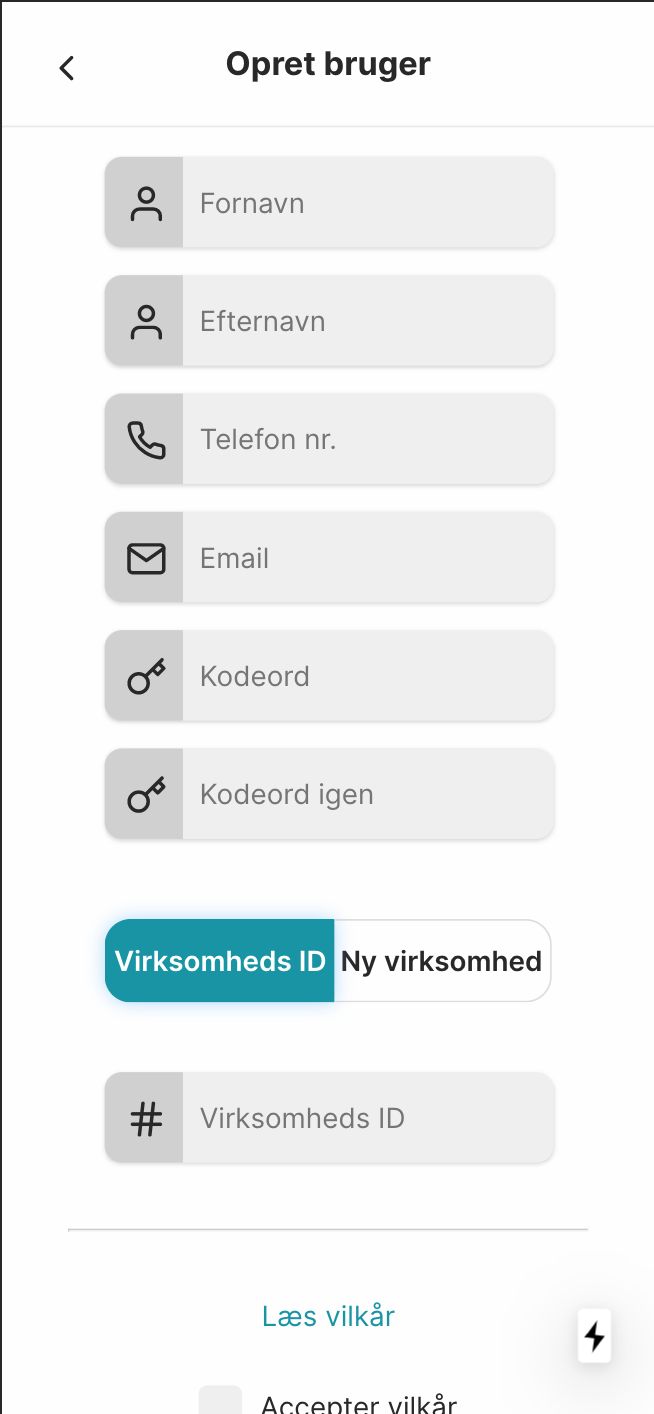 Opret bruger
Fornavn
Efternavn
Telefon nr.
Email
Kodeord
Kodeord igen
Virksomheds ID Ny virksomhed
Virksomheds ID
Læs vilkår
Accepter vilkår